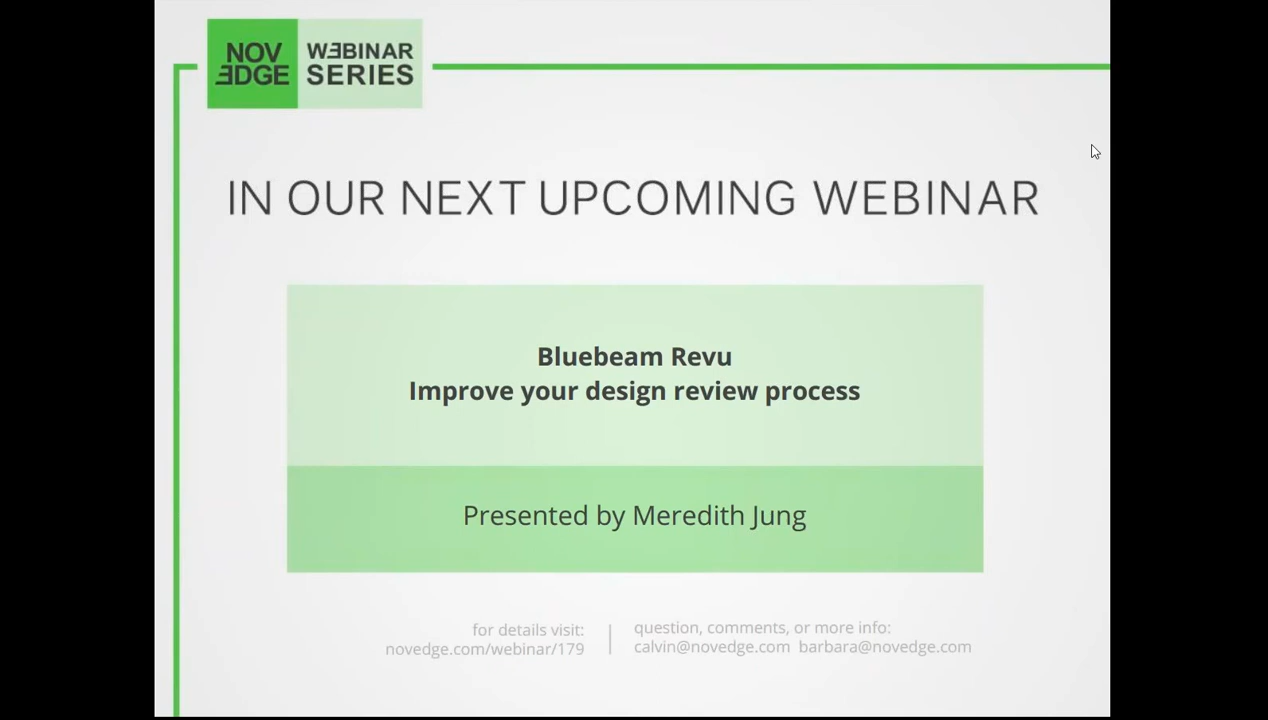 NOV
EDGE
WEBINAR
SERIES
IN OUR NEXT UPCOMING WEBINAR
Bluebeam Revu
Improve your design review process
Presented by Meredith Jung
for details visit:
novedge.com/webinar/179
question, comments, or more info:
calvin@novedge.com barbara@novedge.com